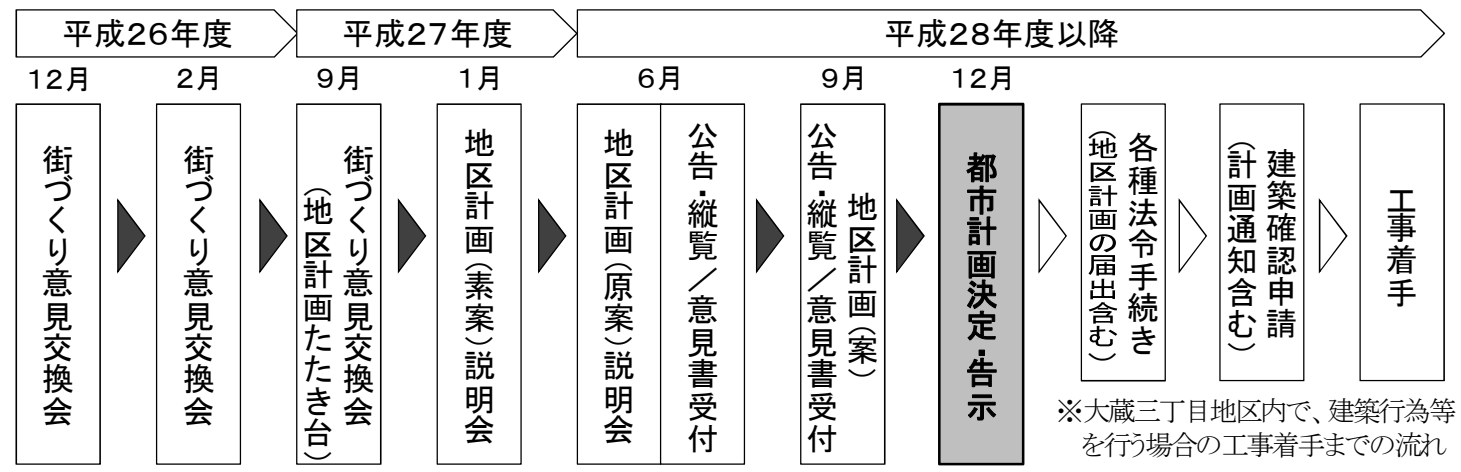 平成26年度
平成27年度
平成28年度以降
12月
2月
9月
1月
6月
9月
12月
街づくり意見交換会
街づくり意見交換会
街づくり意見交換会
(地区計画たたき台)
地区計画(素案)説明会
地区計画(原案)説明会
公告・縦覧/意見書受付
地区計画(案)
公告・縦覧/意見書受付
都市計画決定・告示
各種法令手続き
(地区計画の届出含む)
建築確認申請
(計画通知含む)
工事着手
※大蔵三丁目地区内で、建築行為等
を行う場合の工事着手までの流れ